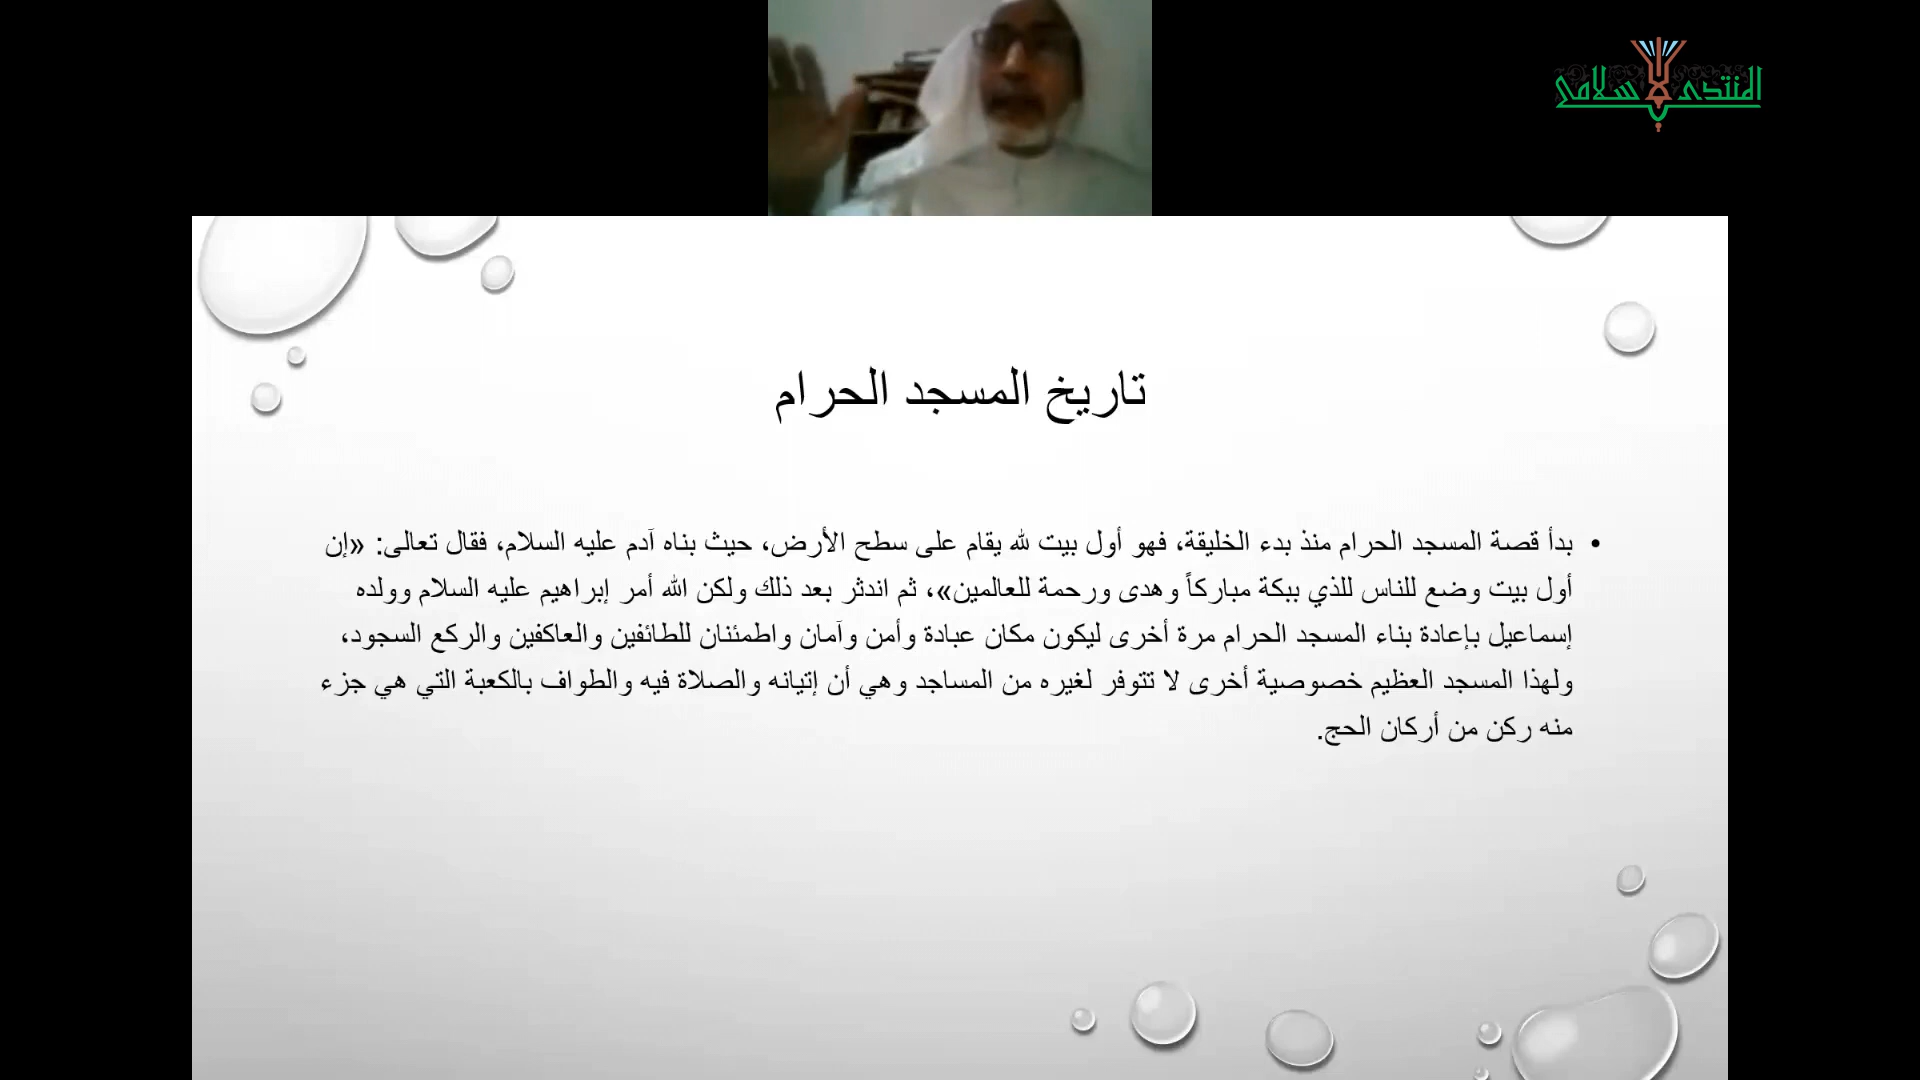 المنتدى الإسلامي
تاريخ المسجد الحرام
• بدأ قصة المسجد الحرام منذ بدء الخليقة، فهو أول بيت لله يقام على سطح الأرض، حيث بناه آدم عليه السلام، فقال تعالى: «إن
أول بيت وضع للناس للذي ببكة مباركاً وهدى ورحمة للعالمين»، ثم اندثر بعد ذلك ولكن الله أمر إبراهيم عليه السلام وولده
إسماعيل بإعادة بناء المسجد الحرام مرة أخرى ليكون مكان عبادة وأمن وآمان واطمئنان للطائفين والعاكفين والركع السجود،
ولهذا المسجد العظيم خصوصية أخرى لا تتوفر لغيره من المساجد وهي أن إتيانه والصلاة فيه والطواف بالكعبة التي هي جزء
منه ركن من أركان الحج.